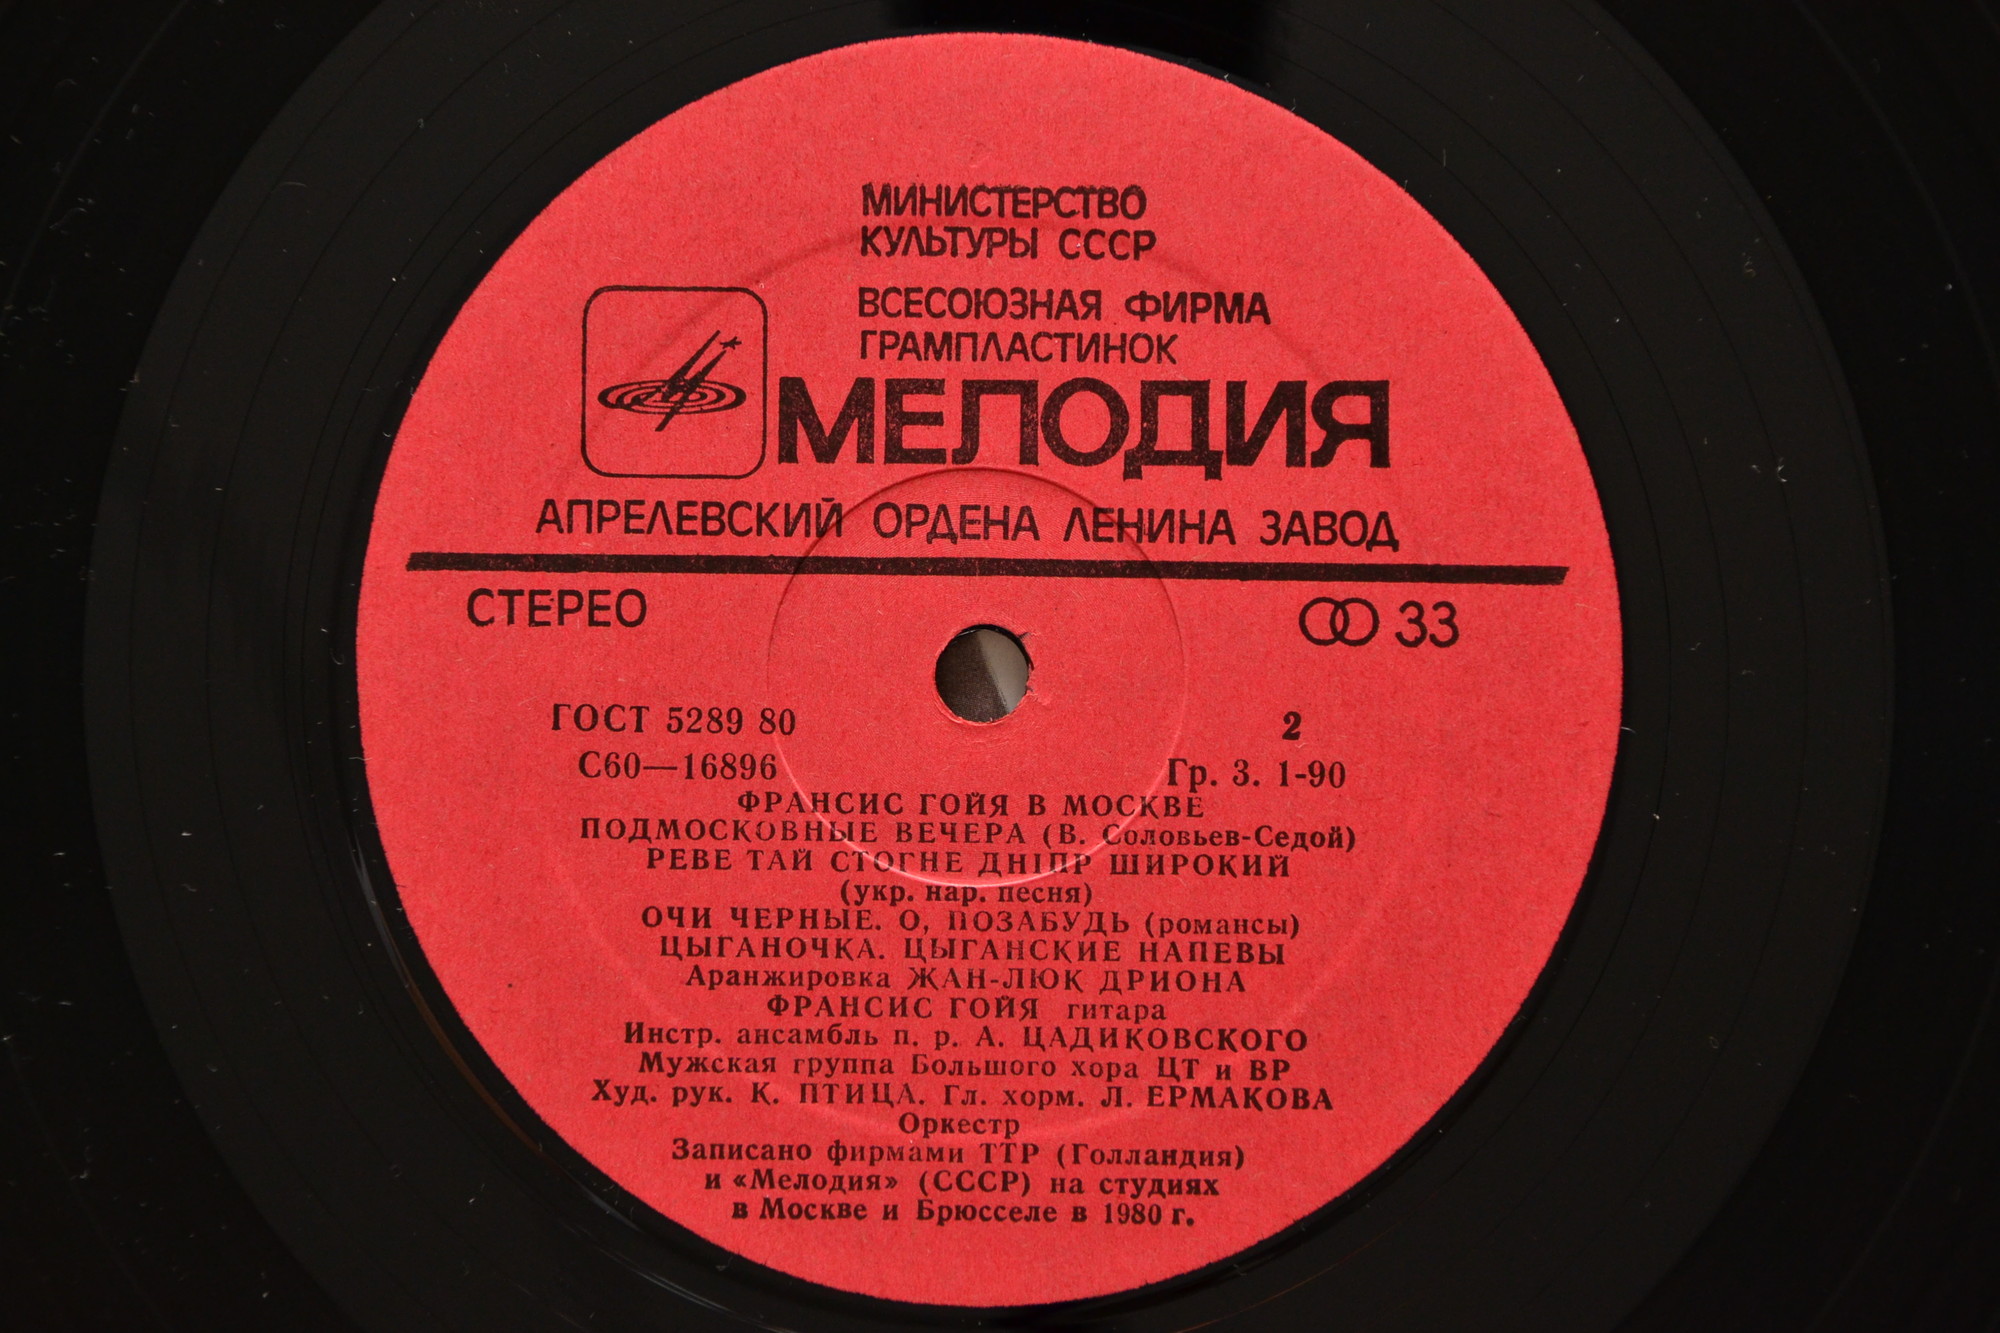 МИНИСТЕРСТВО
КУЛЬТУРЫ СССР
ВСЕСОЮЗНАЯ ФИРМА
ГРАМПЛАСТИНОК
МЕЛОДИЯ
АПРЕЛЕВСКИЙ ОРДЕНА ЛЕНИНА ЗАВОД
СТЕРЕО 33
ГОСТ 5289 80 2
С60—16896 Гр. 3. 1-90
ФРАНСИС ГОЙЯ В МОСКВЕ
ПОДМОСКОВНЫЕ ВЕЧЕРА (В. Соловьев-Седой)
РЕВЕ ТАЙ СТОГНЕ ДНІПР ШИРОКИЙ
(укр. нар. песня)
ОЧИ ЧЕРНЫЕ. О, ПОЗАБУДЬ (романсы)
ЦЫГАНОЧКА. ЦЫГАНСКИЕ НАПЕВЫ
Аранжировка ЖАН-ЛЮК ДРИОНА
ФРАНСИС ГОЙЯ гитара
Инстр. ансамбль п. р. А. ЦАДИКОВСКОГО
Мужская группа Большого хора ЦТ и ВР
Худ. рук. К. ПТИЦА. Гл. хорм. Л. ЕРМАКОВА
Оркестр
Записано фирмами ТТР (Голландия)
и «Мелодия» (СССР) на студиях
в Москве и Брюсселе в 1980 г.